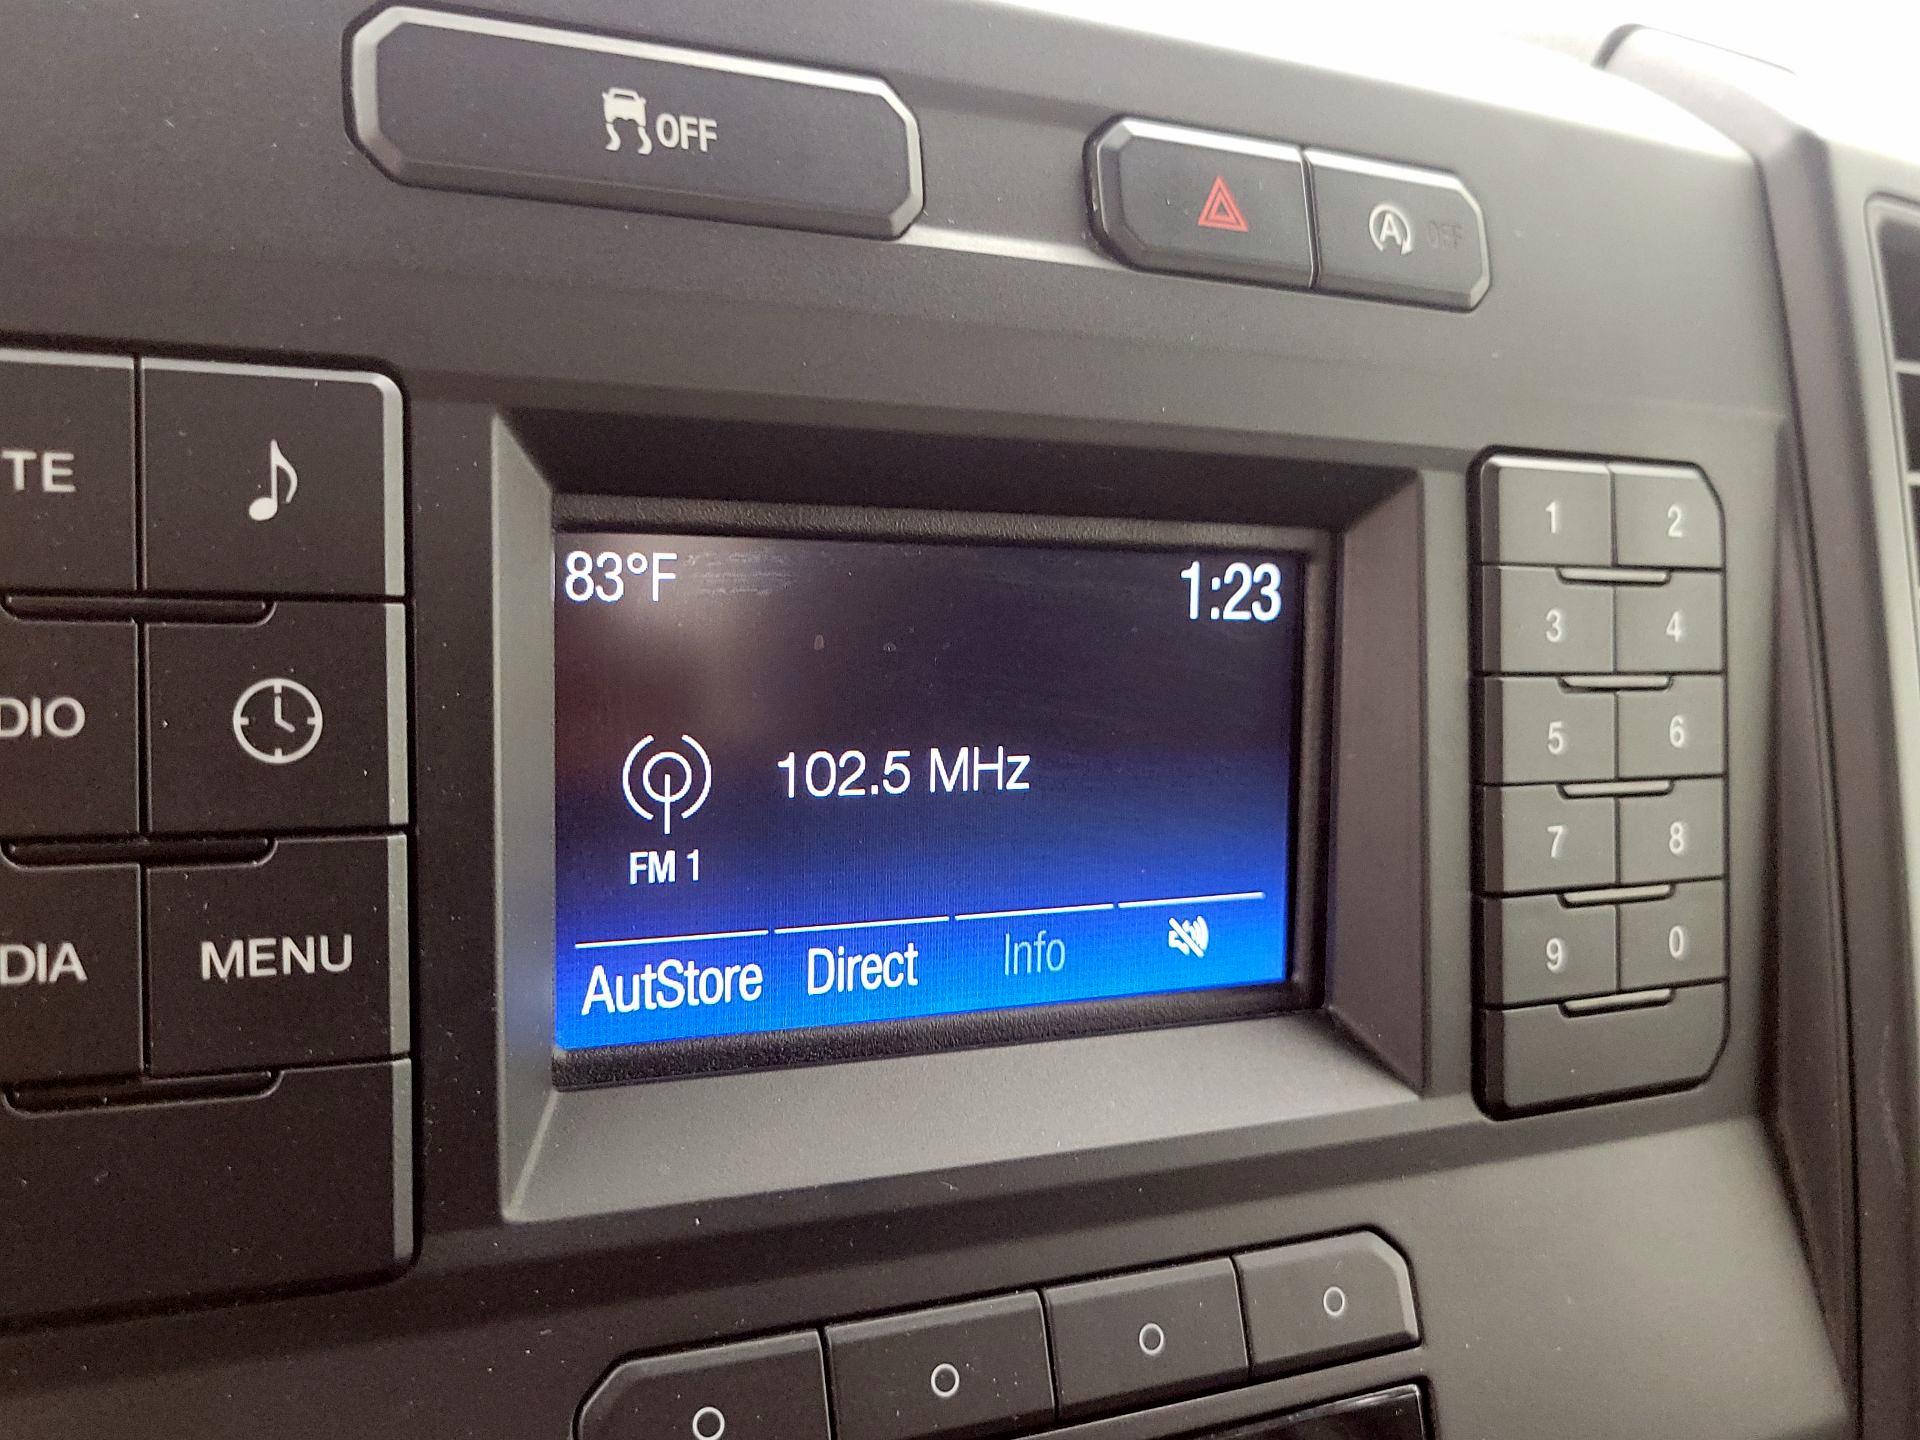 OFF
A OFF
TE
DIO
DIA
MENU
83°F
1:23
102.5 MHz
FM 1
AutStore Direct Info
1 2
3 4
5 6
7 8
9 0